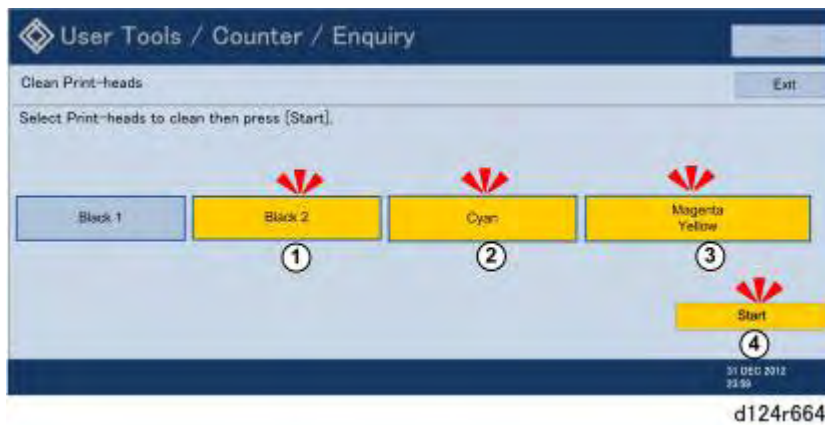 User Tools / Counter / Enquiry
Clean Print-heads
Exit
Select Print-heads to clean then press [Start].
Black 1
Black 2
Cyan
Magenta
Yellow
1
2
3
Start
4
31 DEC 2012
23:59
d124r664